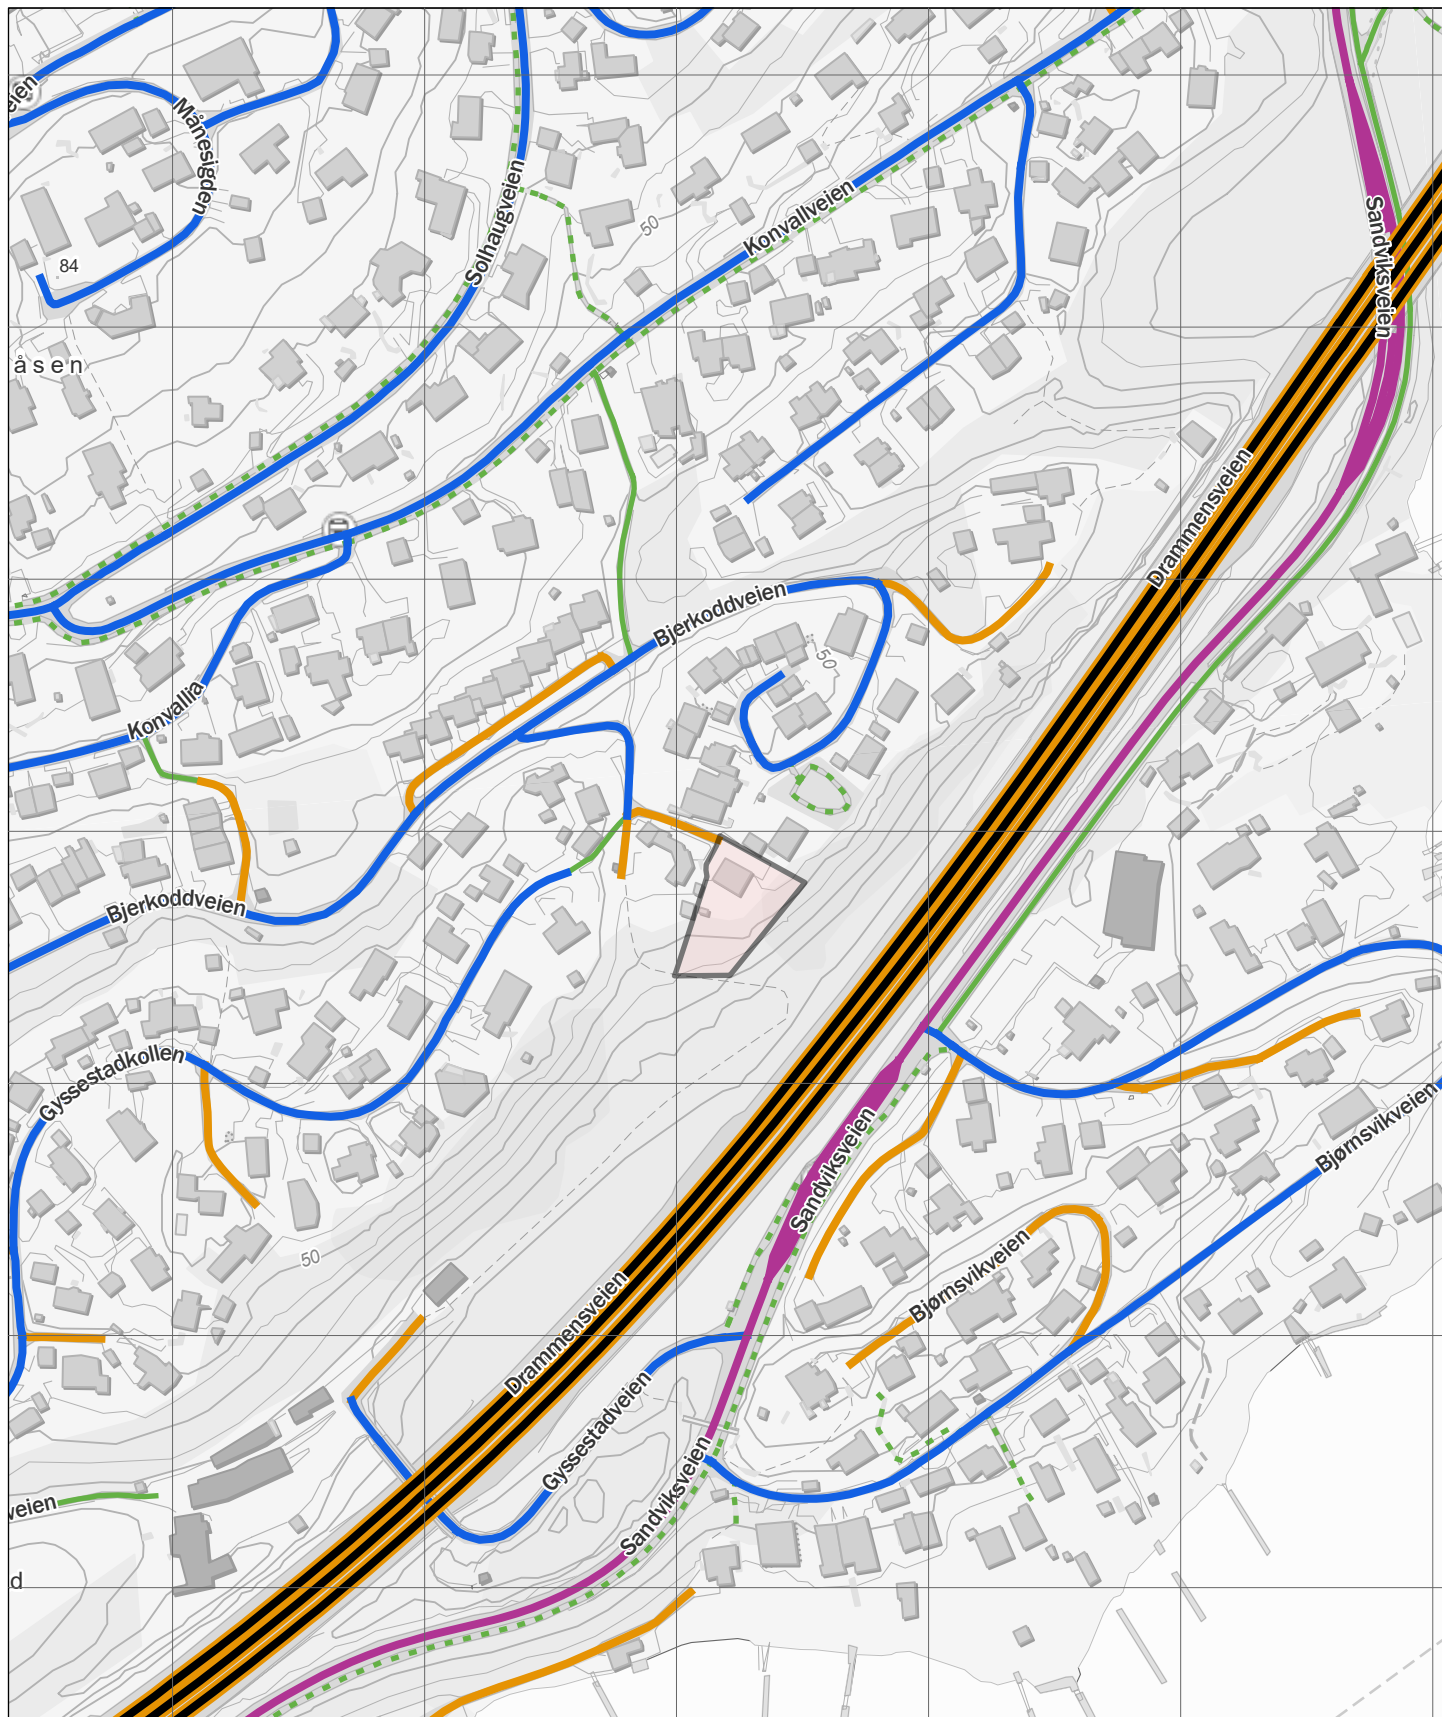 eien
Månesigden
Solhaugveien
50
Konvallveien
Sandviksveien
84
åsen
Drammensveien
Bjerkoddveien
50
Konvallia
Bjerkoddveien
Gyssestadkollen
Sandviksveien
Bjørnsvikveien
50
Bjørnsvikveien
Drammensveien
Gyssestadveien
Sandviksveien
veien
d